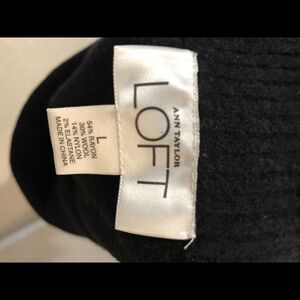 ANN TAYLOR
LOFT
L
54% RAYON
30% WOOL
14% NYLON
2% ELASTANE
MADE IN CHINA